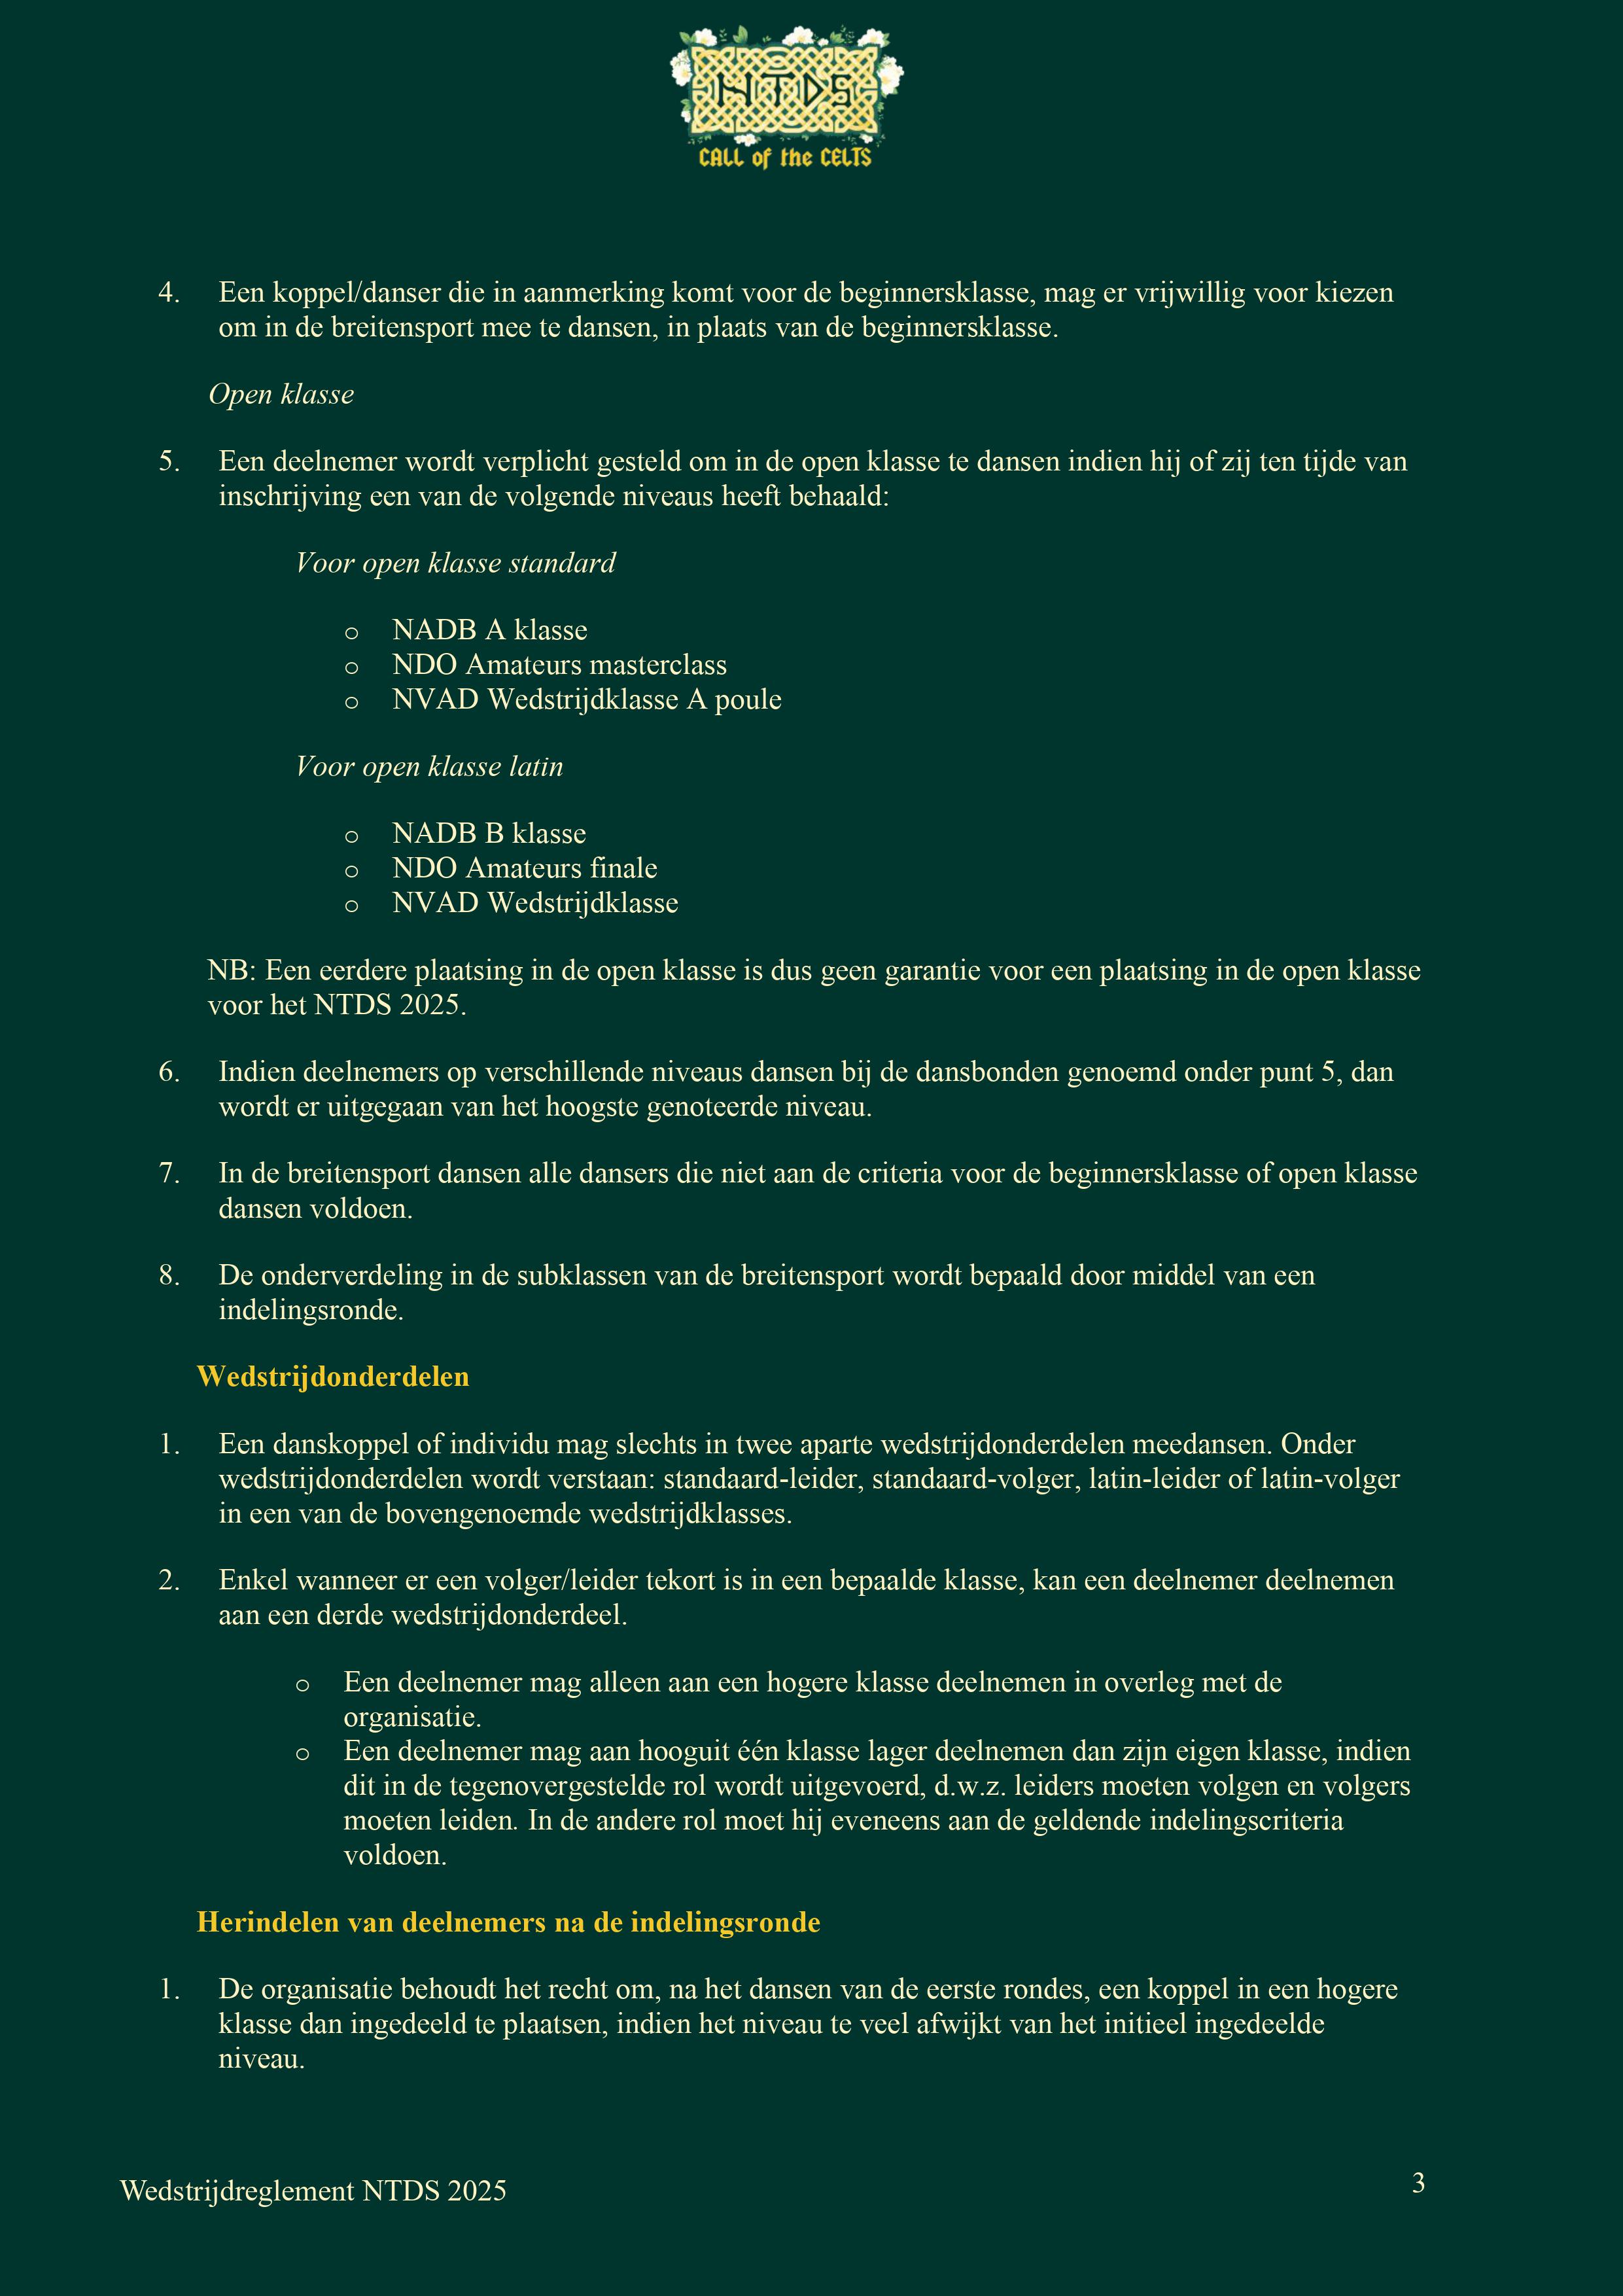 NTDS
CALL of the CELTS
4. Een koppel/danser die in aanmerking komt voor de beginnersklasse, mag er vrijwillig voor kiezen
om in de breitensport mee te dansen, in plaats van de beginnersklasse.
Open klasse
5. Een deelnemer wordt verplicht gesteld om in de open klasse te dansen indien hij of zij ten tijde van
inschrijving een van de volgende niveaus heeft behaald:
Voor open klasse standard
o NADB A klasse
o NDO Amateurs masterclass
o NVAD Wedstrijdklasse A poule
Voor open klasse latin
o NADB B klasse
o NDO Amateurs finale
o NVAD Wedstrijdklasse
NB: Een eerdere plaatsing in de open klasse is dus geen garantie voor een plaatsing in de open klasse
voor het NTDS 2025.
6. Indien deelnemers op verschillende niveaus dansen bij de dansbonden genoemd onder punt 5, dan
wordt er uitgegaan van het hoogste genoteerde niveau.
7. In de breitensport dansen alle dansers die niet aan de criteria voor de beginnersklasse of open klasse
dansen voldoen.
8. De onderverdeling in de subklassen van de breitensport wordt bepaald door middel van een
indelingsronde.
Wedstrijdonderdelen
1. Een danskoppel of individu mag slechts in twee aparte wedstrijdonderdelen meedansen. Onder
wedstrijdonderdelen wordt verstaan: standaard-leider, standaard-volger, latin-leider of latin-volger
in een van de bovengenoemde wedstrijdklasses.
2. Enkel wanneer er een volger/leider tekort is in een bepaalde klasse, kan een deelnemer deelnemen
aan een derde wedstrijdonderdeel.
o Een deelnemer mag alleen aan een hogere klasse deelnemen in overleg met de
organisatie.
o Een deelnemer mag aan hooguit één klasse lager deelnemen dan zijn eigen klasse, indien
dit in de tegenovergestelde rol wordt uitgevoerd, d.w.z. leiders moeten volgen en volgers
moeten leiden. In de andere rol moet hij eveneens aan de geldende indelingscriteria
voldoen.
Herindelen van deelnemers na de indelingsronde
1. De organisatie behoudt het recht om, na het dansen van de eerste rondes, een koppel in een hogere
klasse dan ingedeeld te plaatsen, indien het niveau te veel afwijkt van het initieel ingedeelde
niveau.
Wedstrijdreglement NTDS 2025
3